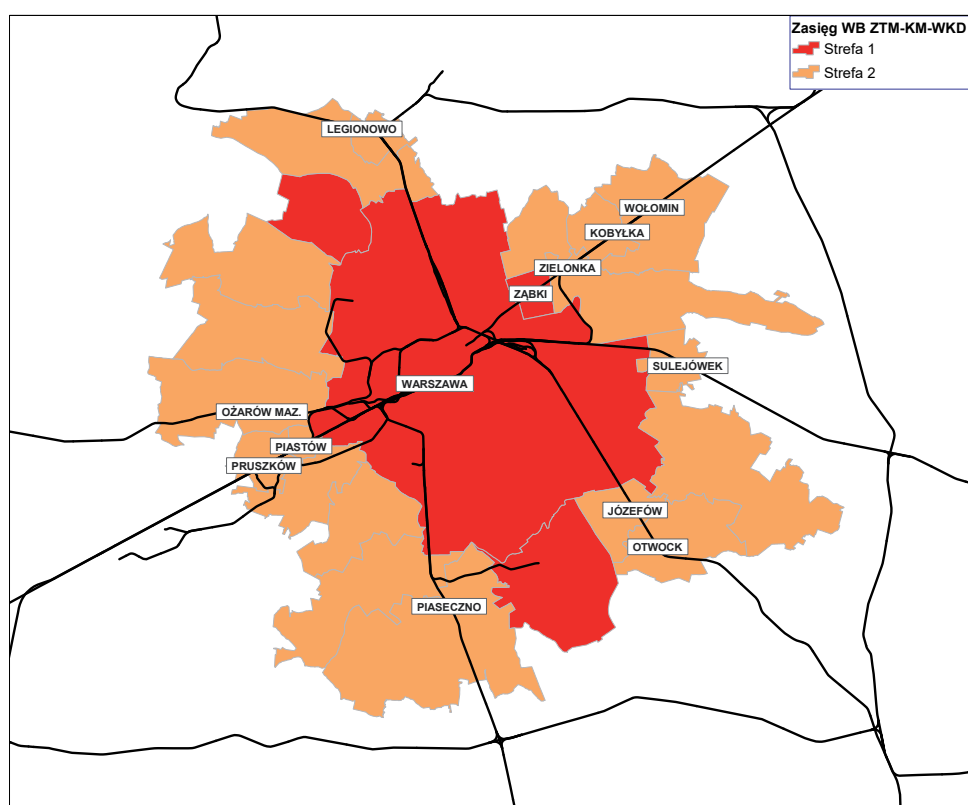 Zasięg WB ZTM-KM-WKD
Strefa 1
Strefa 2
LEGIONOWO
WOŁOMIN
KOBYŁKA
ZIELONKA
ZĄBKI
SULEJÓWEK
WARSZAWA
OŻARÓW MAZ.
PIASTÓW
PRUSZKÓW
JÓZEFÓW
OTWOCK
PIASECZNO